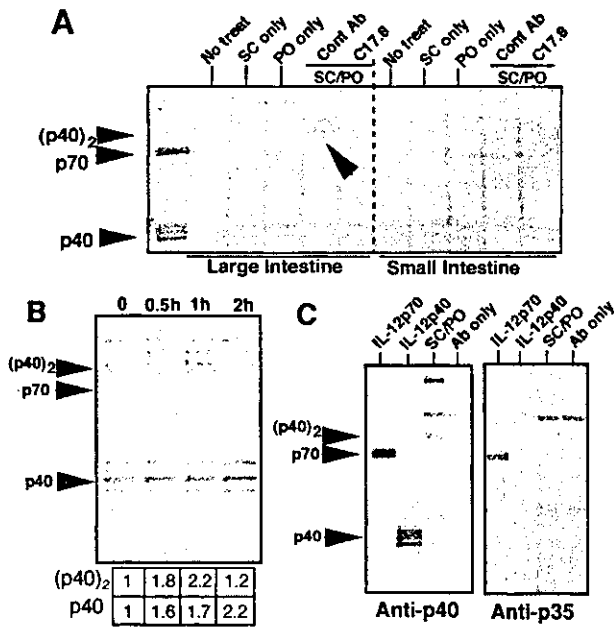 A
No treat
SC only
PO only
Cont Ab
C17.8
SC/PO
No treat
SC only
PO only
Cont Ab
C17.8
SC/PO
(p40)2
p70
p40
Large Intestine
Small Intestine
B
0 0.5h 1h 2h
(p40)2
p70
p40
(p40)2 1 1.8 2.2 1.2
p40 1 1.6 1.7 2.2
C
IL-12p70
IL-12p40
SC/PO
Ab only
IL-12p70
IL-12p40
SC/PO
Ab only
(p40)2
p70
p40
Anti-p40
Anti-p35